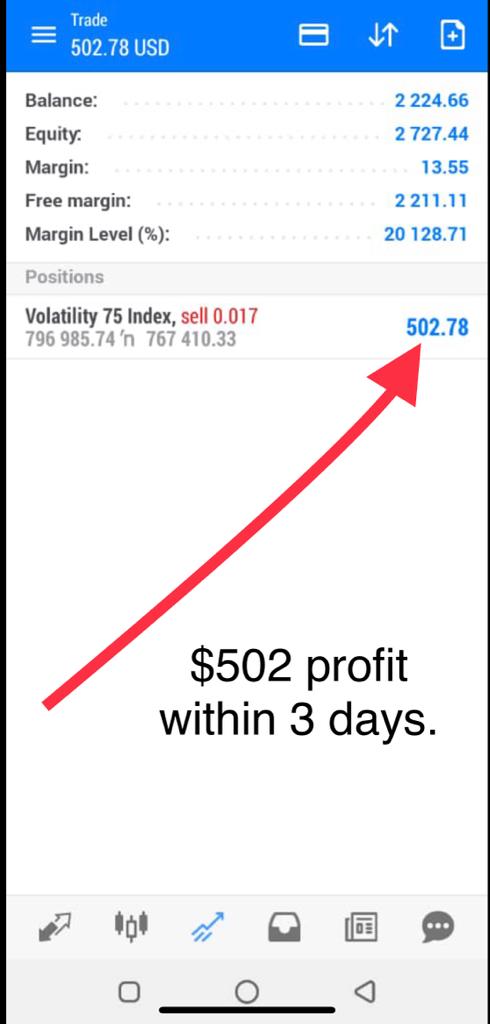 Trade
502.78 USD
Balance: 2 224.66
Equity: 2 727.44
Margin: 13.55
Free margin: 2 211.11
Margin Level (%): 20 128.71
Positions
Volatility 75 Index, sell 0.017
796 985.74 ’n 767 410.33
502.78
$502 profit
within 3 days.